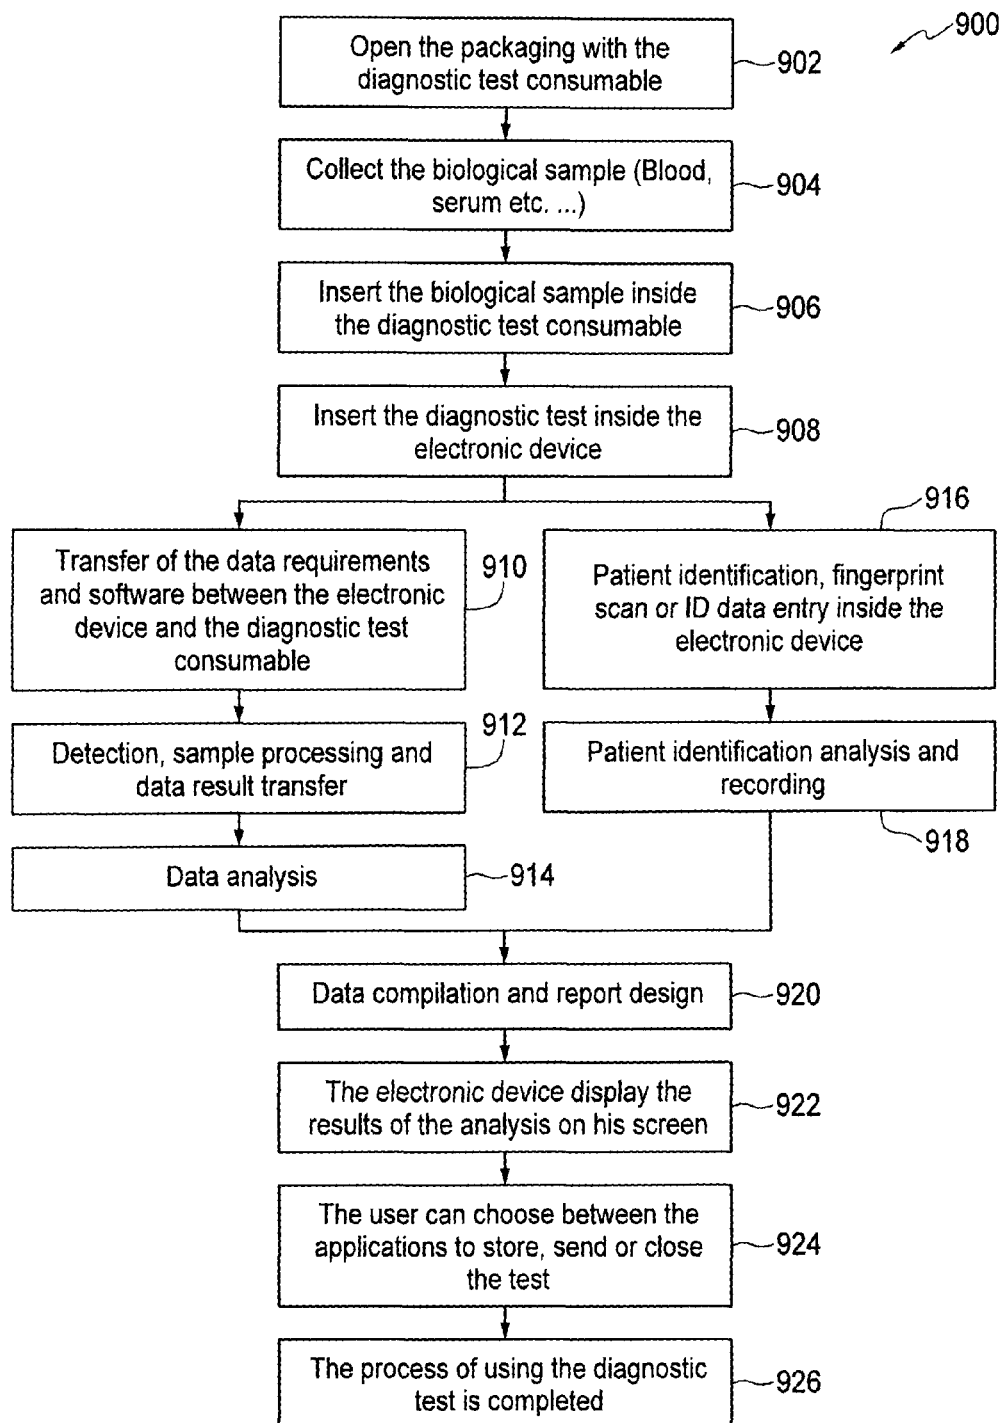 900
Open the packaging with the
diagnostic test consumable
902
Collect the biological sample (Blood,
serum etc. ...)
904
Insert the biological sample inside
the diagnostic test consumable
906
Insert the diagnostic test inside the
electronic device
908
Transfer of the data requirements
and software between the electronic
device and the diagnostic test
consumable
910
916
Patient identification, fingerprint
scan or ID data entry inside the
electronic device
Detection, sample processing and
data result transfer
912
Patient identification analysis and
recording
918
Data analysis
914
Data compilation and report design
920
The electronic device display the
results of the analysis on his screen
922
The user can choose between the
applications to store, send or close
the test
924
The process of using the diagnostic
test is completed
926